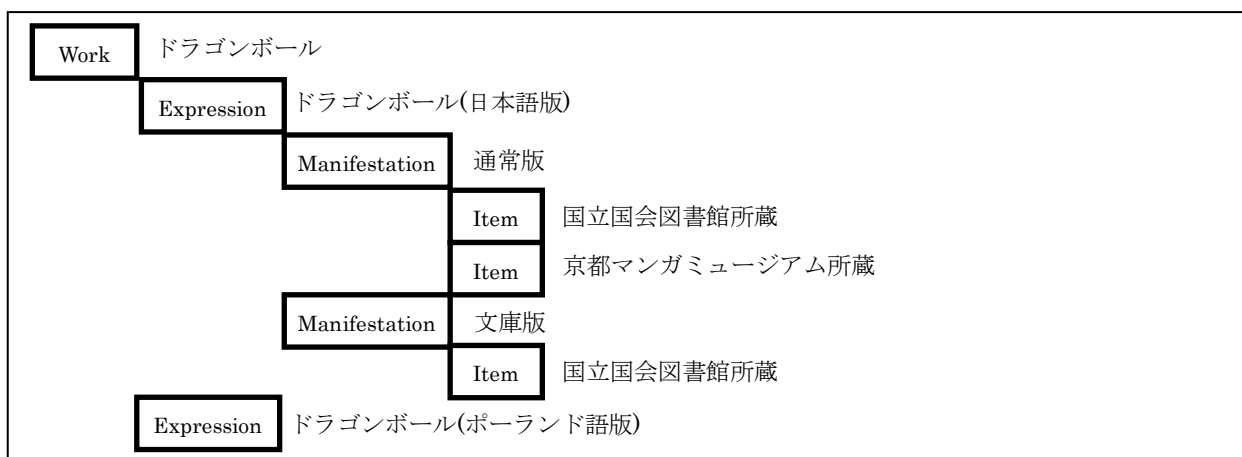 Work ドラゴンボール
Expression ドラゴンボール(日本語版)
Manifestation 通常版
Item 国立国会図書館所蔵
Item 京都マンガミュージアム所蔵
Manifestation 文庫版
Item 国立国会図書館所蔵
Expression ドラゴンボール(ポーランド語版)